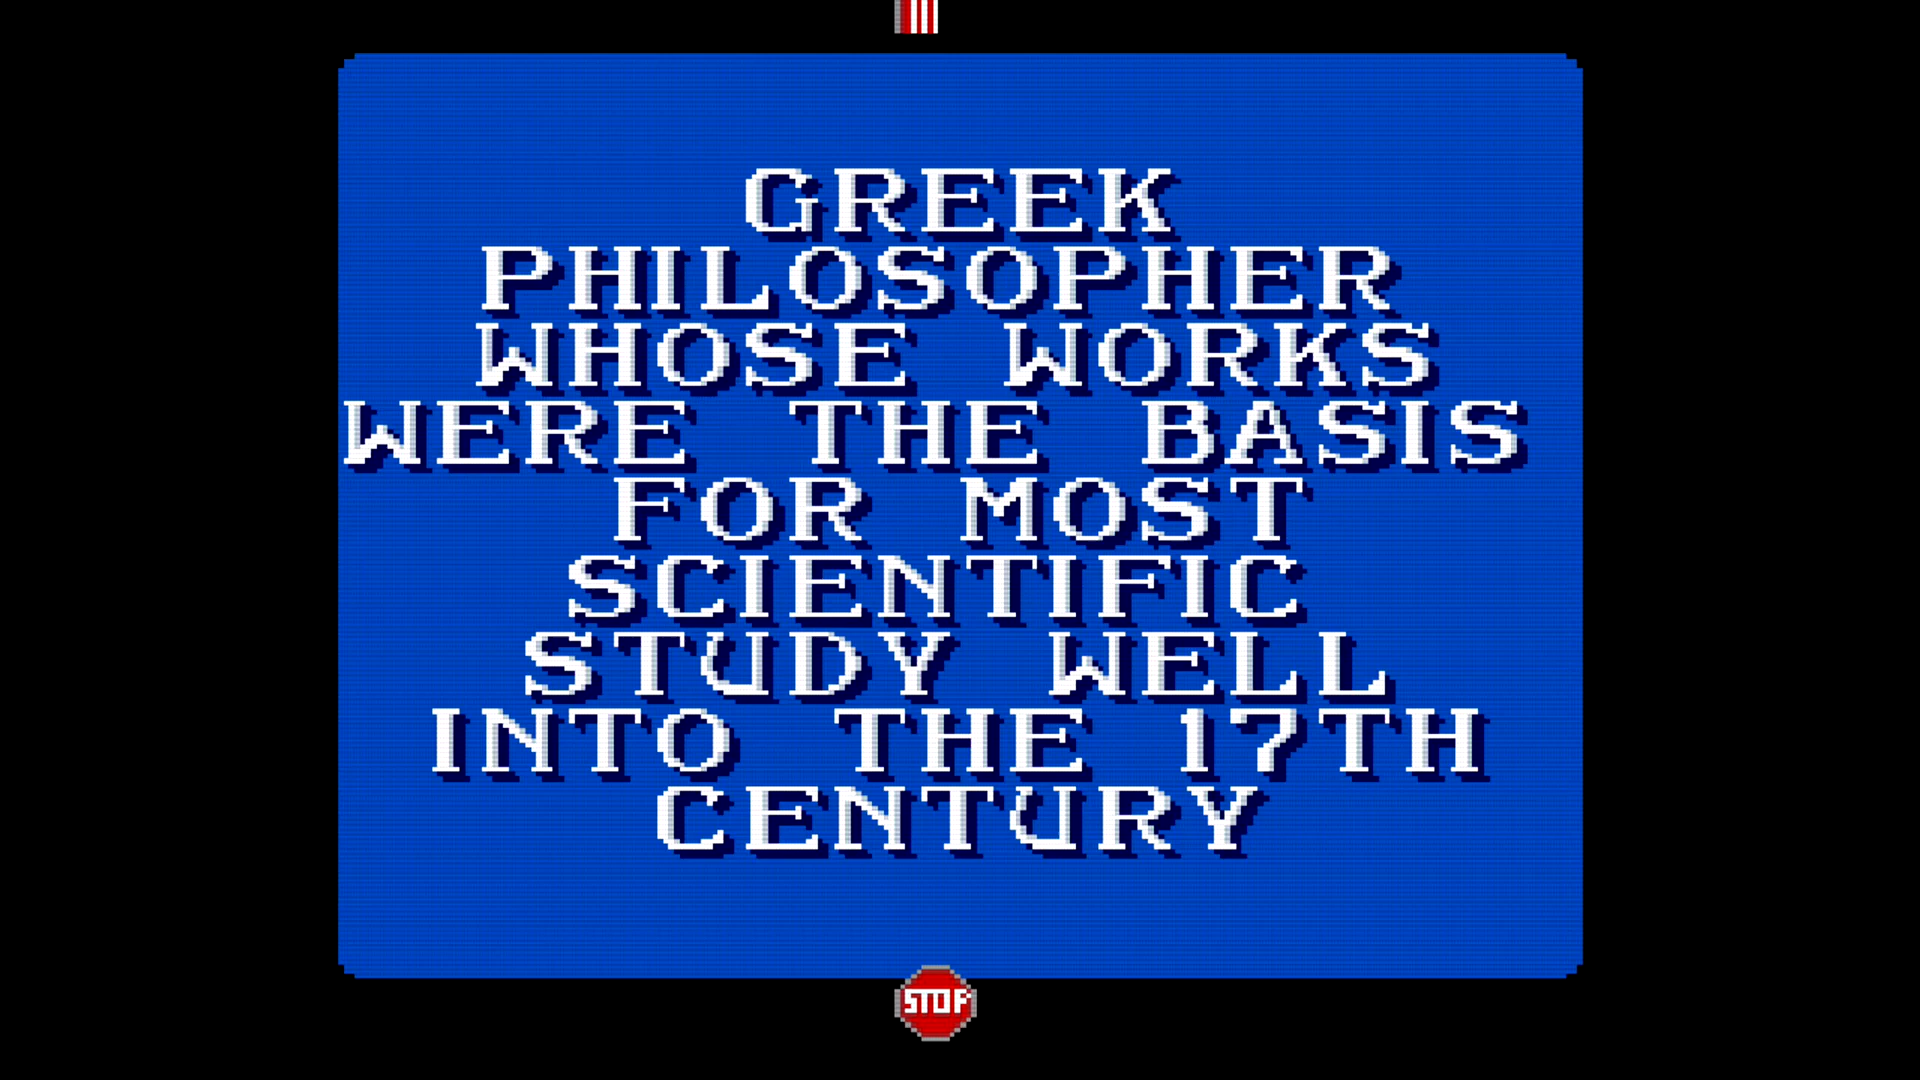 GREEK
PHILOSOPHER
WHOSE WORKS
WERE THE BASIS
FOR MOST
SCIENTIFIC
STUDY WELL
INTO THE 17TH
CENTURY
STOP